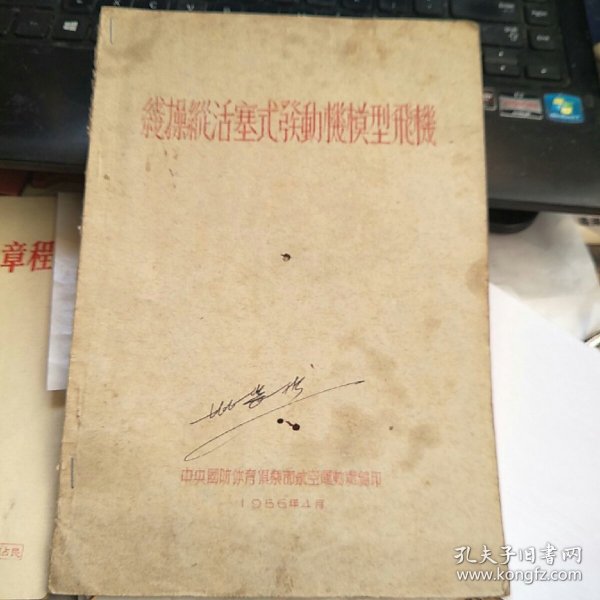 线操縱活塞式發動機模型飛機
中央國防体育俱樂部航空運動處編印
1956年4月
章程
孔夫子旧书网
www.kongfz.com